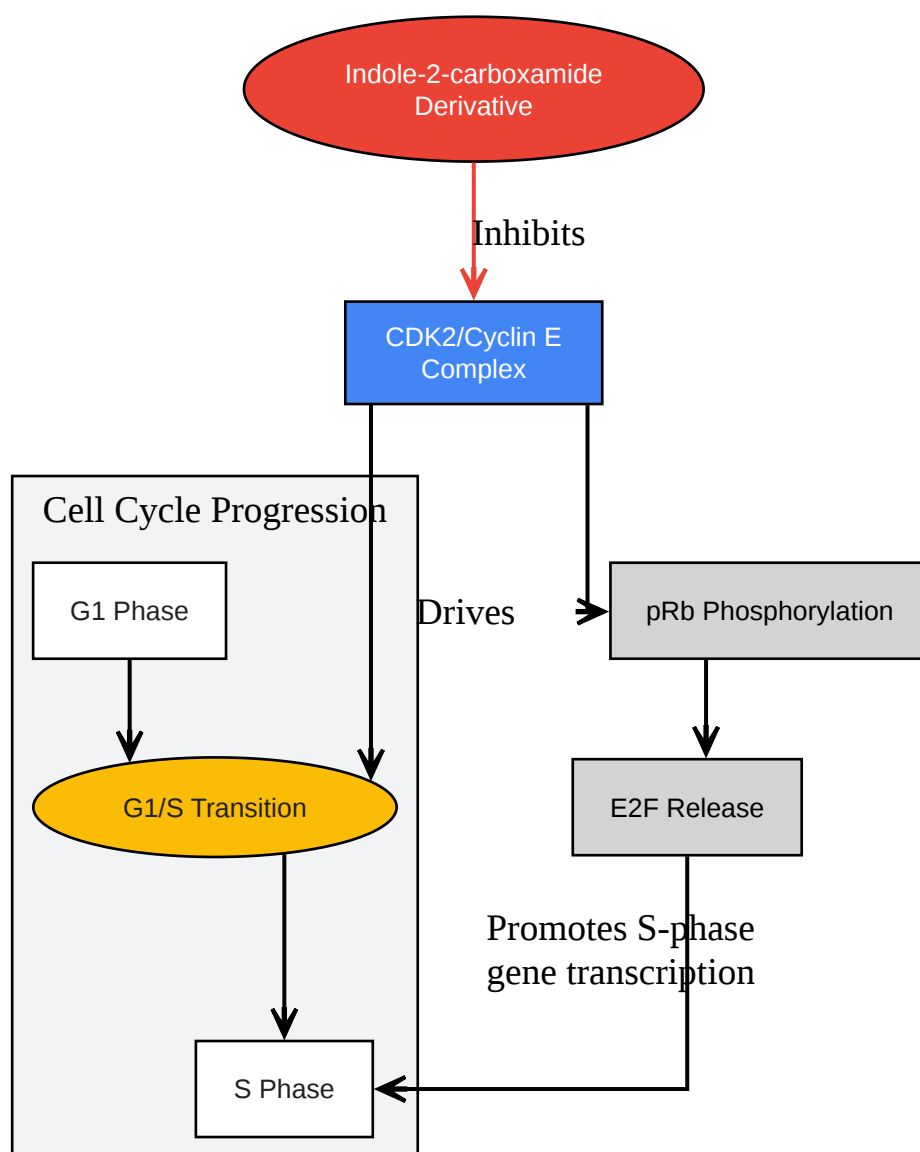 Indole-2-carboxamide
Derivative
Inhibits
CDK2/Cyclin E
Complex
Cell Cycle Progression
G1 Phase
Drives
pRb Phosphorylation
G1/S Transition
E2F Release
Promotes S-phase
gene transcription
S Phase